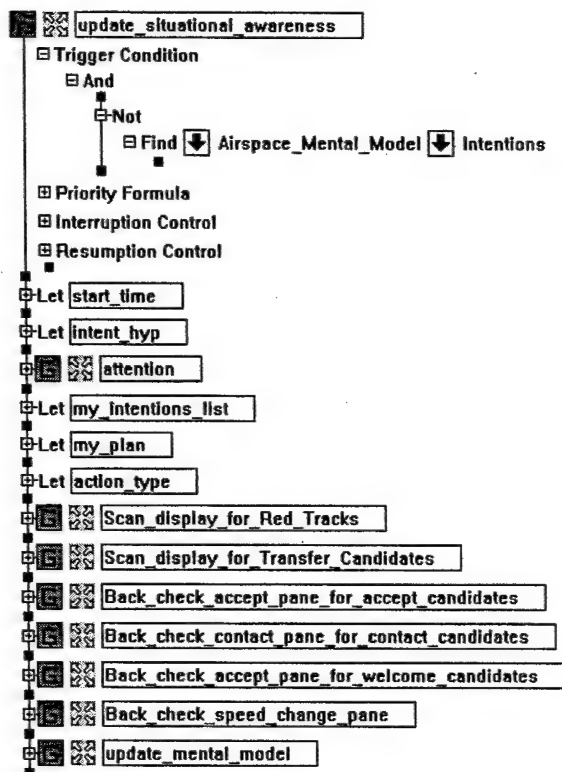 update_situational_awareness
Trigger Condition
And
Not
Find Airspace_Mental_Model Intentions
Priority Formula
Interruption Control
Resumption Control
Let start_time
Let intent_hyp
G attention
Let my_intentions_list
Let my_plan
Let action_type
G Scan_display_for_Red_Tracks
G Scan_display_for_Transfer_Candidates
G Back_check_accept_pane_for_accept_candidates
G Back_check_contact_pane_for_contact_candidates
G Back_check_accept_pane_for_welcome_candidates
G Back_check_speed_change_pane
G update_mental_model